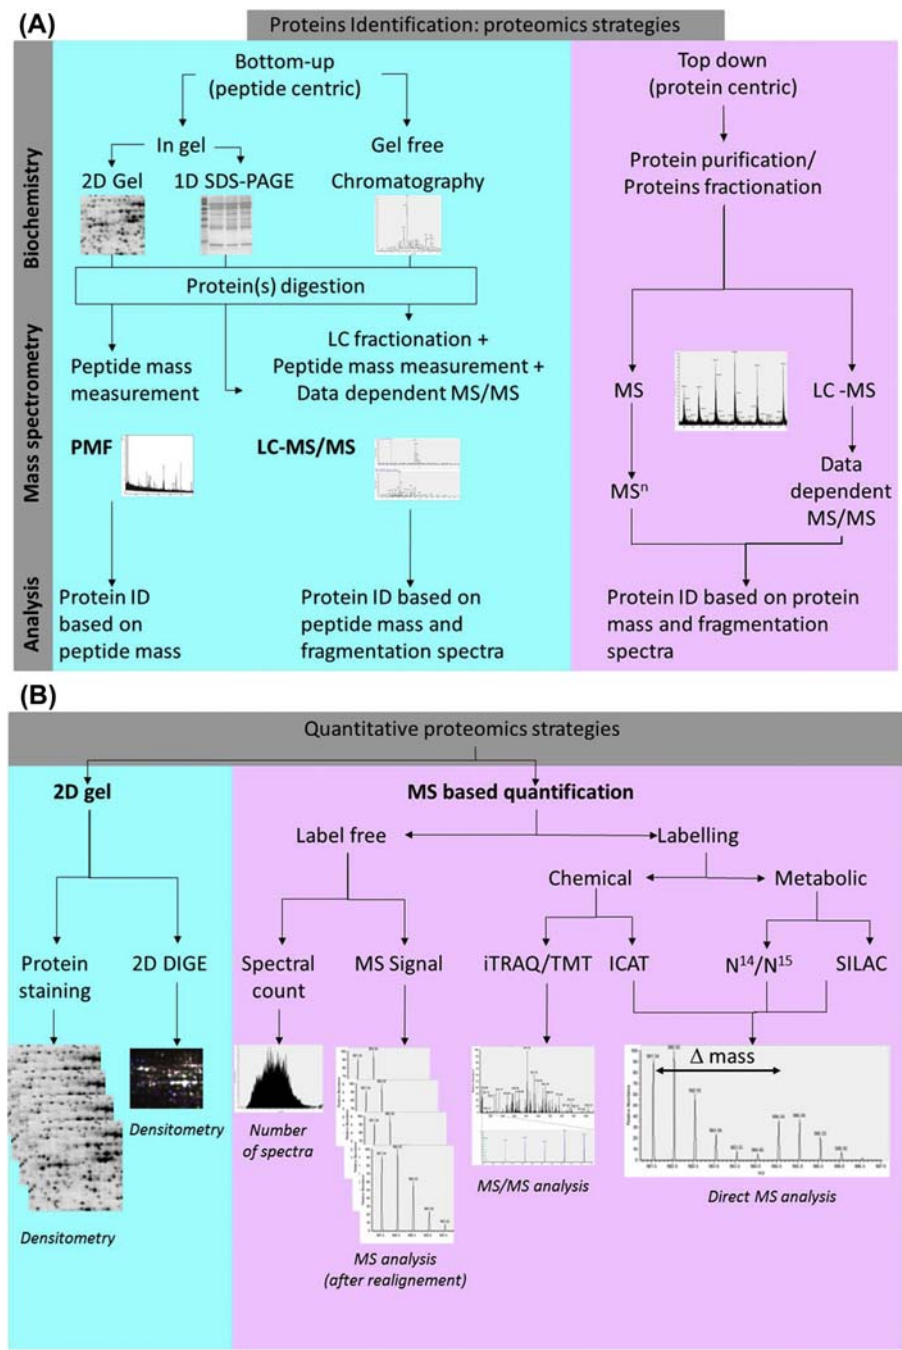 (A)
Proteins Identification: proteomics strategies
Biochemistry
Mass spectrometry
Analysis
Bottom-up
(peptide centric)
In gel
Gel free
2D Gel
1D SDS-PAGE
Chromatography
Protein(s) digestion
Peptide mass
measurement
LC fractionation +
Peptide mass measurement +
Data dependent MS/MS
PMF
LC-MS/MS
Protein ID
based on
peptide mass
Protein ID based on
peptide mass and
fragmentation spectra
Top down
(protein centric)
Protein purification/
Proteins fractionation
MS
LC -MS
MSⁿ
Data
dependent
MS/MS
Protein ID based on protein
mass and fragmentation
spectra
(B)
Quantitative proteomics strategies
2D gel
MS based quantification
Label free
Labelling
Chemical
Metabolic
Protein
staining
2D DIGE
Spectral
count
MS Signal
iTRAQ/TMT
ICAT
N¹⁴/N¹⁵
SILAC
Δ mass
Densitometry
Densitometry
Number
of spectra
MS analysis
(after realignement)
MS/MS analysis
Direct MS analysis